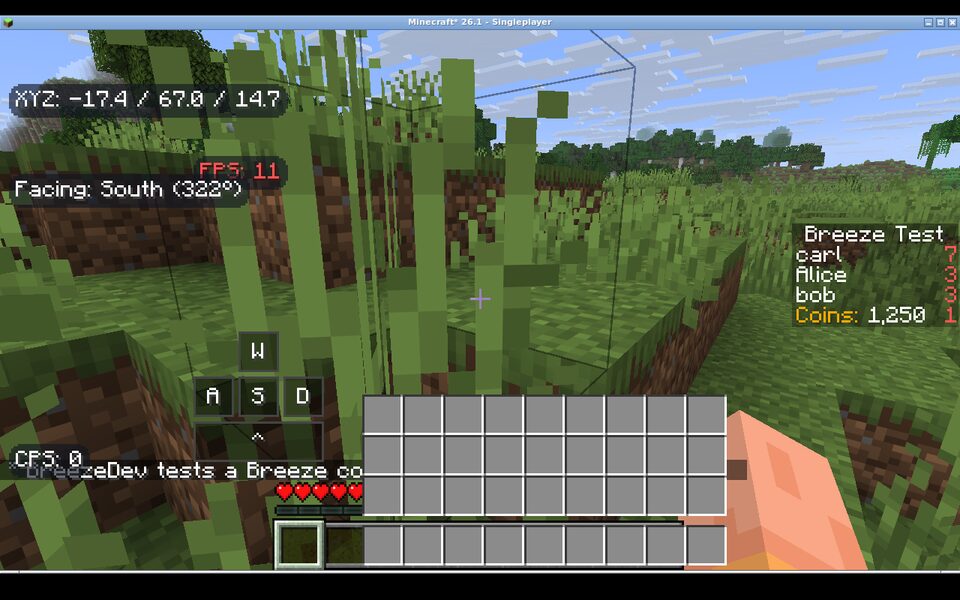 Minecraft* 26.1 - Singleplayer
XYZ: -17.4 / 67.0 / 14.7
FPS: 11
Facing: South (322°)
Breeze Test
carl 7
Alice 3
bob 3
Coins: 1,250 1
W
A S D
^
CPS: 0
BreezeDev tests a Breeze co